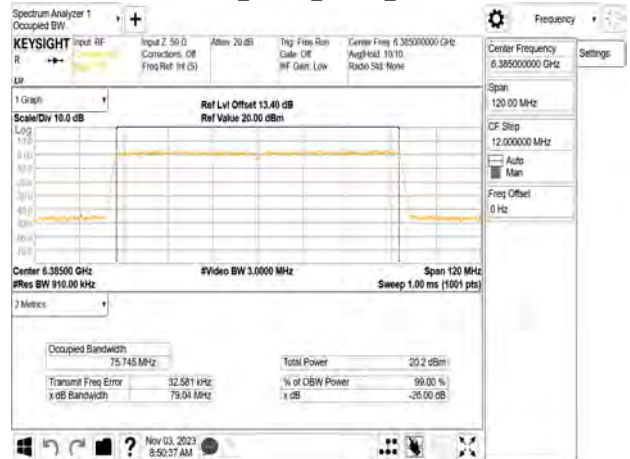 Spectrum Analyzer 1
Occupied BW
Frequency
KEYSIGHT
R
Input: RF
Input Z: 50 Ω
Corrections: Off
Freq Ref: Int (S)
Atten: 20 dB
Trig: Free Run
Gate: Off
#IF Gain: Low
Center Freq: 6.385000000 GHz
Avg|Hold: 10/10
Radio Std: None
Center Frequency
6.385000000 GHz
Settings
Span
120.00 MHz
CF Step
12.000000 MHz
Auto
Man
Freq Offset
0 Hz
1 Graph
Scale/Div 10.0 dB
Ref Lvl Offset 13.40 dB
Ref Value 20.00 dBm
Log
Center 6.38500 GHz
#Res BW 910.00 kHz
#Video BW 3.0000 MHz
Span 120 MHz
Sweep 1.00 ms (1001 pts)
2 Metrics
Occupied Bandwidth
75.745 MHz
Total Power 20.2 dBm
Transmit Freq Error 32.581 kHz
% of OBW Power 99.00 %
x dB Bandwidth 79.04 MHz
x dB -26.00 dB
Nov 03, 2023
8:50:37 AM